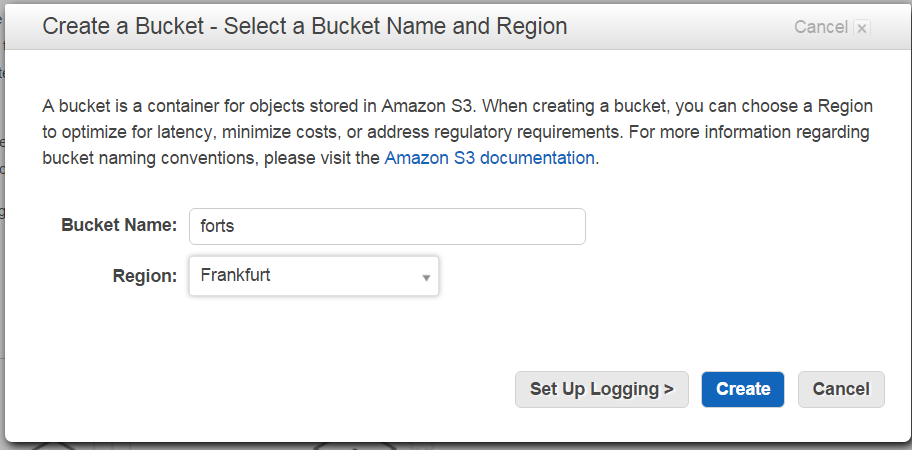 Create a Bucket - Select a Bucket Name and Region
Cancel x
A bucket is a container for objects stored in Amazon S3. When creating a bucket, you can choose a Region
to optimize for latency, minimize costs, or address regulatory requirements. For more information regarding
bucket naming conventions, please visit the Amazon S3 documentation.
Bucket Name: forts
Region: Frankfurt
Set Up Logging > Create Cancel